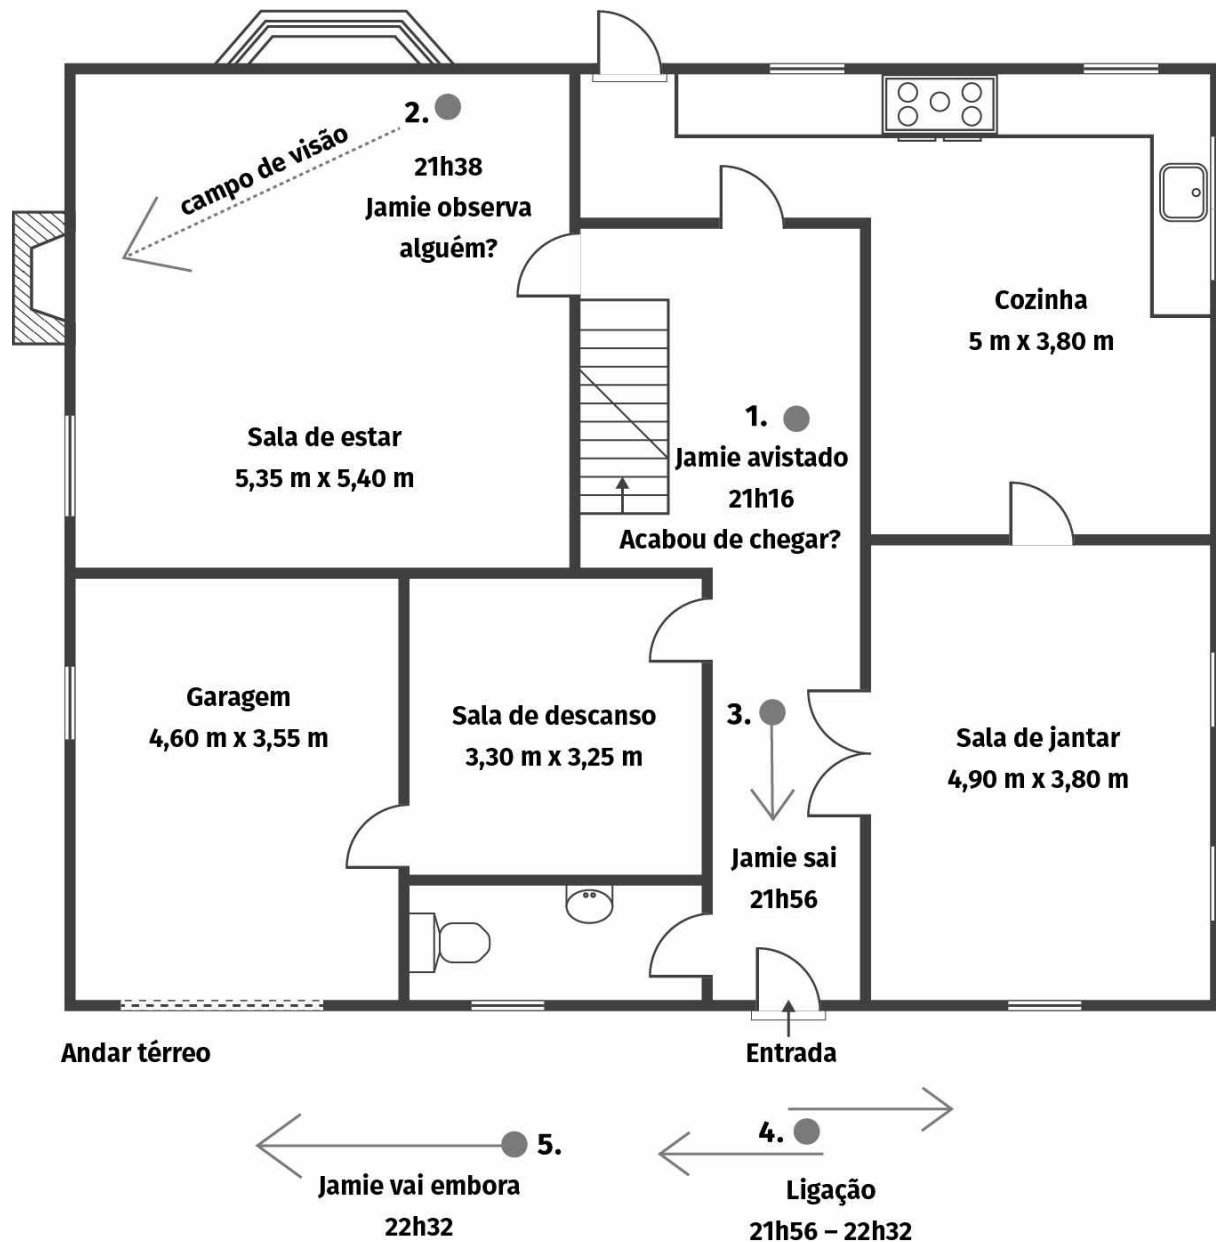 2.
campo de visão
21h38
Jamie observa
alguém?
Cozinha
5 m x 3,80 m
Sala de estar
5,35 m x 5,40 m
1.
Jamie avistado
21h16
Acabou de chegar?
Garagem
4,60 m x 3,55 m
Sala de descanso
3,30 m x 3,25 m
3.
Sala de jantar
4,90 m x 3,80 m
Jamie sai
21h56
Andar térreo
Entrada
5.
Jamie vai embora
22h32
4.
Ligação
21h56 – 22h32